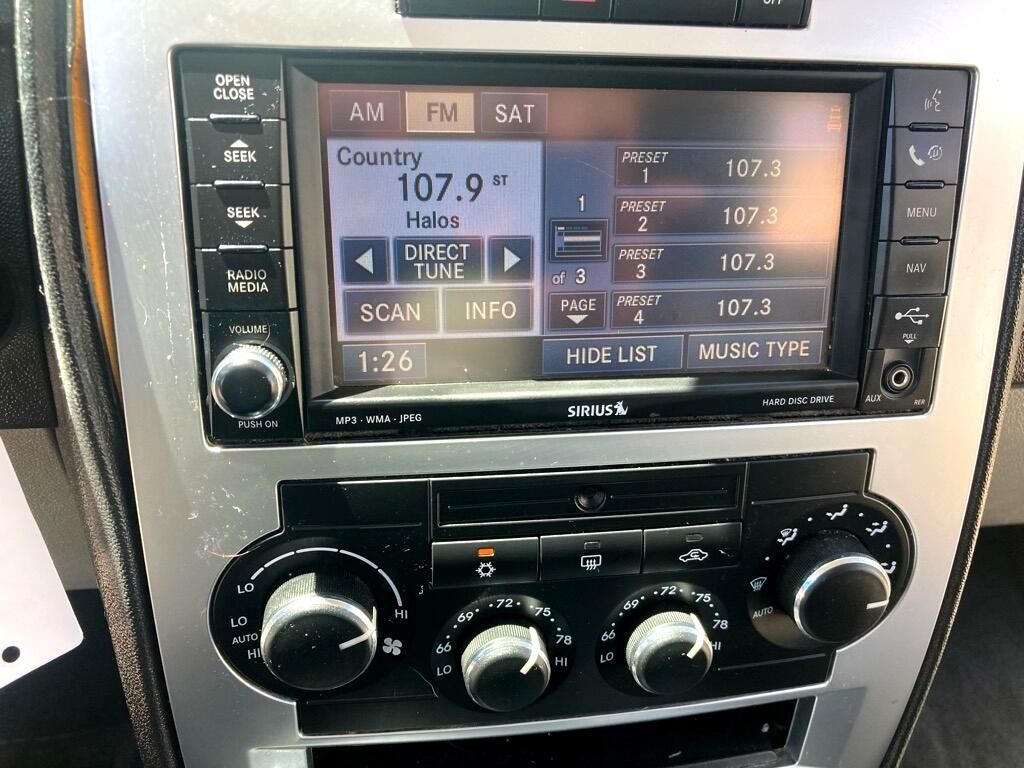 OFF
OPEN
CLOSE
SEEK
SEEK
RADIO
MEDIA
VOLUME
PUSH ON
AM
FM
SAT
Country
107.9 ST
Halos
DIRECT
TUNE
SCAN
INFO
1:26
1
of 3
PAGE
PRESET
1
107.3
PRESET
2
107.3
PRESET
3
107.3
PRESET
4
107.3
HIDE LIST
MUSIC TYPE
MP3 · WMA · JPEG
SIRIUS
HARD DISC DRIVE
MENU
NAV
PULL
AUX
RER
LO
HI
LO
AUTO
HI
LO
66
69
72
75
78
HI
LO
66
69
72
75
78
HI
AUTO